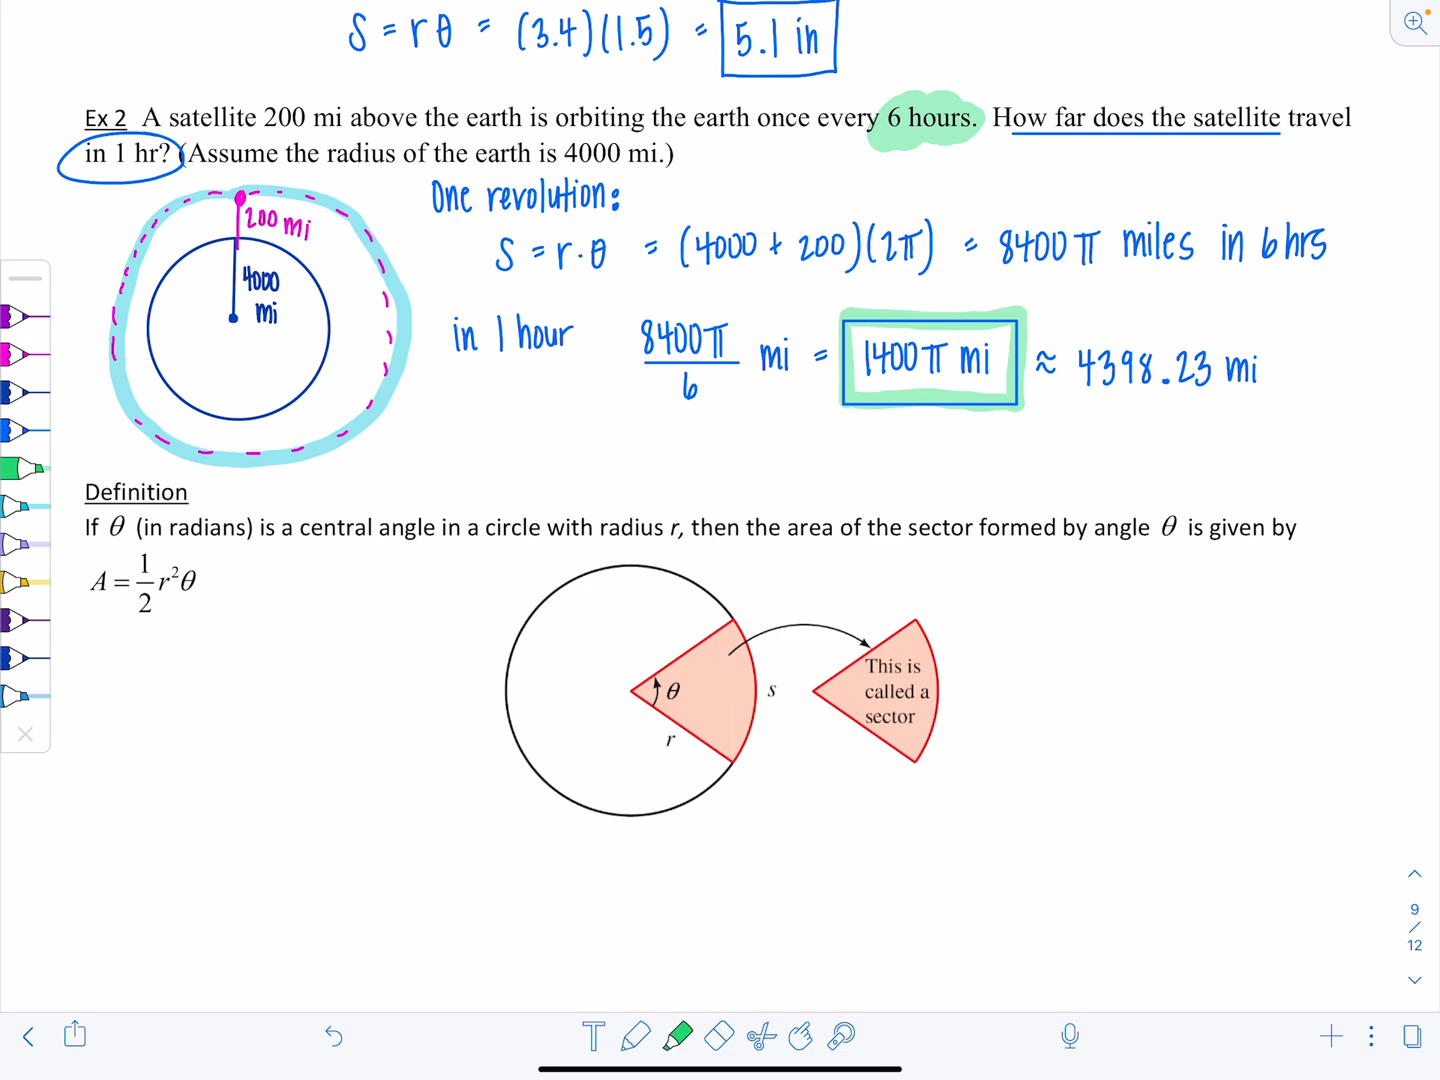 S = r θ = (3.4)(1.5) = 5.1 in
Ex 2 A satellite 200 mi above the earth is orbiting the earth once every 6 hours. How far does the satellite travel
in 1 hr? (Assume the radius of the earth is 4000 mi.)
One revolution:
200 mi
S = r · θ = (4000 + 200)(2π) = 8400 π miles in 6 hrs
4000
mi
in 1 hour 8400 π / 6 mi = 1400 π mi ≈ 4398.23 mi
Definition
If θ (in radians) is a central angle in a circle with radius r, then the area of the sector formed by angle θ is given by
A = 1/2 r²θ
θ
r
s
This is
called a
sector
9
/
12
T